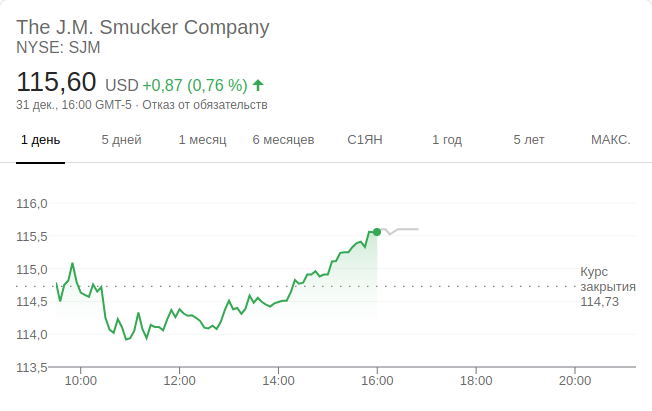 The J.M. Smucker Company
NYSE: SJM
115,60 USD +0,87 (0,76 %)
31 дек., 16:00 GMT-5 · Отказ от обязательств
1 день 5 дней 1 месяц 6 месяцев С1ЯН 1 год 5 лет МАКС.
116,0
115,5
115,0
114,5
114,0
113,5
Курс
закрытия
114,73
10:00 12:00 14:00 16:00 18:00 20:00